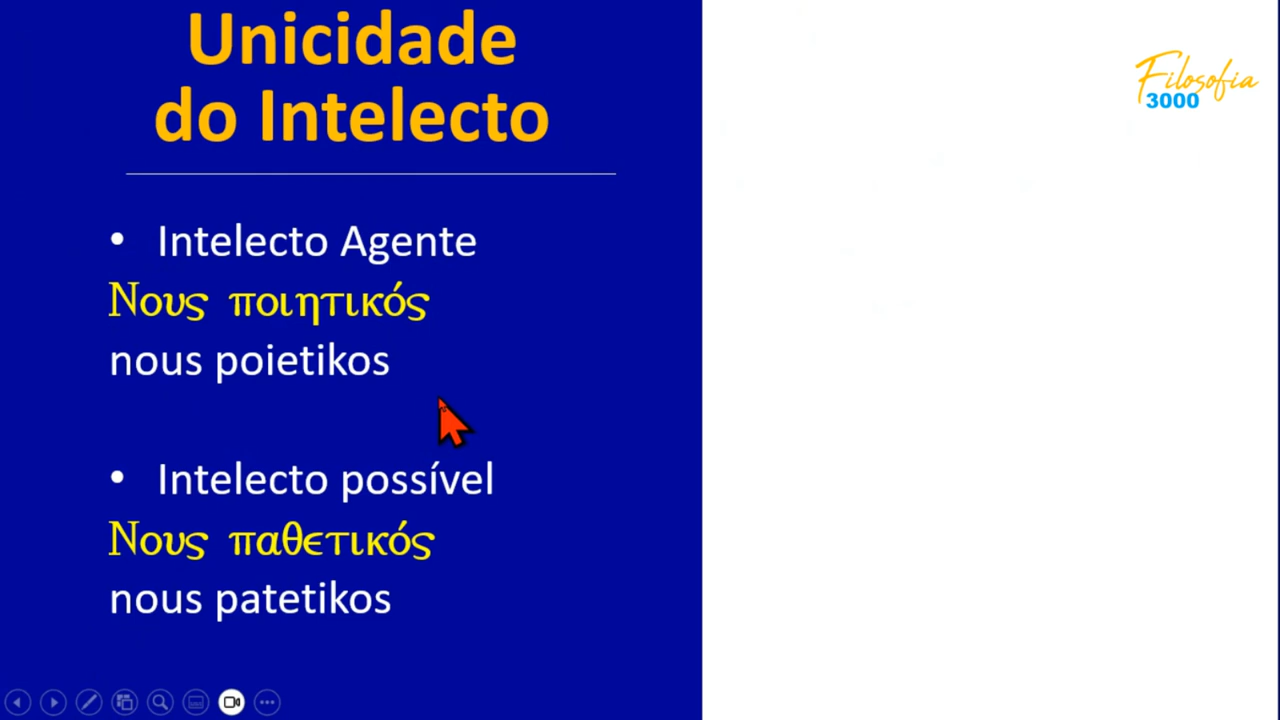 Unicidade
do Intelecto
• Intelecto Agente
Νους ποιητικός
nous poietikos
• Intelecto possível
Νους παθετικός
nous patetikos
Filosofia
3000